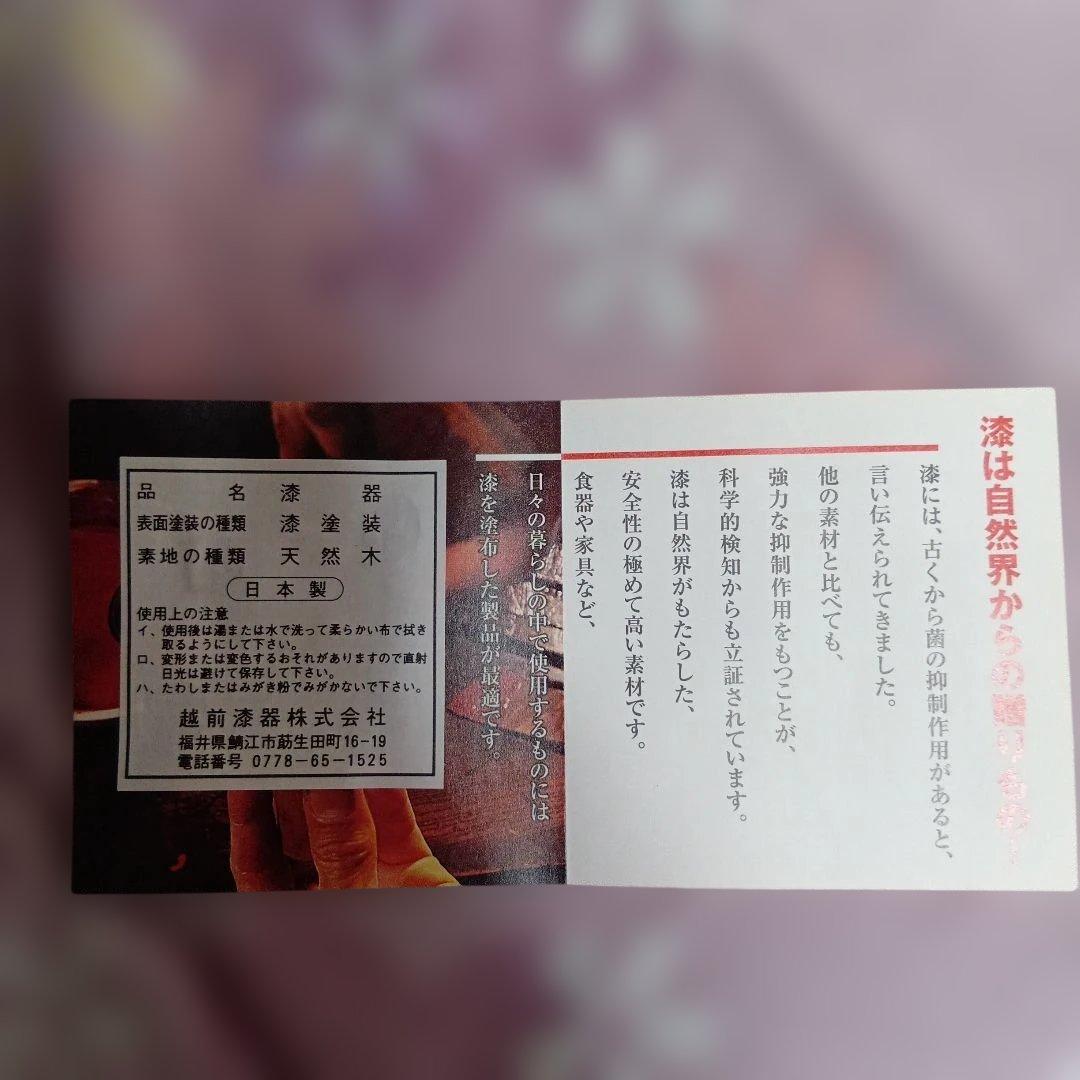 漆は自然界からの贈りもの！
漆には、古くから菌の抑制作用があると、
言い伝えられてきました。
他の素材と比べても、
強力な抑制作用をもつことが、
科学的検知からも立証されています。
漆は自然界がもたらした、
安全性の極めて高い素材です。
食器や家具など、
日々の暮らしの中で使用するものには
漆を塗布した製品が最適です。
品名 漆器
表面塗装の種類 漆塗装
素地の種類 天然木
日本製
使用上の注意
イ、使用後は湯または水で洗って柔らかい布で拭き
取るようにして下さい。
ロ、変形または変色するおそれがありますので直射
日光は避けて保存して下さい。
ハ、たわしまたはみがき粉でみがかないで下さい。
越前漆器株式会社
福井県鯖江市莇生田町16-19
電話番号 0778-65-1525